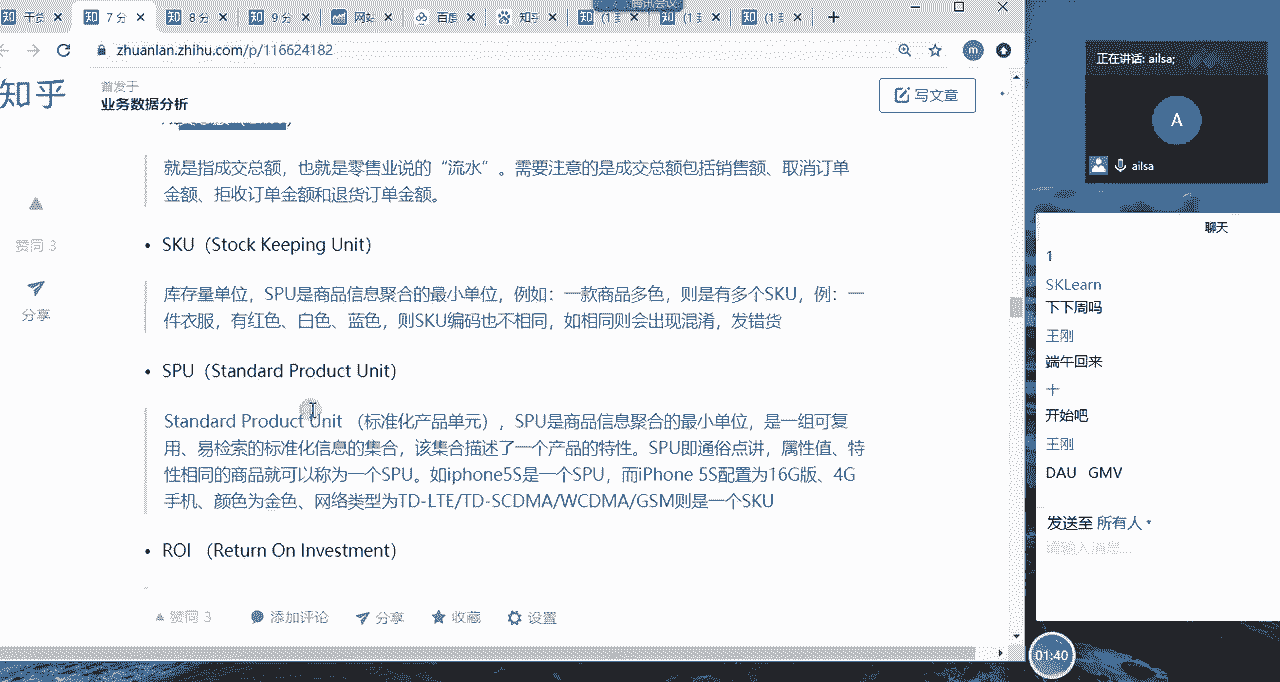 干货
7 分
8 分
9 分
网站
百度
知乎
(1
(1
(1
腾讯会议
zhuanlan.zhihu.com/p/116624182
m
知乎
首发于
业务数据分析
写文章
就是指成交总额，也就是零售业说的“流水”。需要注意的是成交总额包括销售额、取消订单
金额、拒收订单金额和退货订单金额。
• SKU（Stock Keeping Unit）
库存量单位，SPU是商品信息聚合的最小单位，例如：一款商品多色，则是有多个SKU，例：一
件衣服，有红色、白色、蓝色，则SKU编码也不相同，如相同则会出现混淆，发错货
• SPU（Standard Product Unit）
Standard Product Unit （标准化产品单元），SPU是商品信息聚合的最小单位，是一组可复
用、易检索的标准化信息的集合，该集合描述了一个产品的特性。SPU即通俗点讲，属性值、特
性相同的商品就可以称为一个SPU。如iphone5S是一个SPU，而iPhone 5S配置为16G版、4G
手机、颜色为金色、网络类型为TD-LTE/TD-SCDMA/WCDMA/GSM则是一个SKU
• ROI （Return On Investment）
赞同 3
分享
赞同 3
添加评论
分享
收藏
设置
正在讲话: ailsa;
A
ailsa
聊天
1
SKLearn
下下周吗
王刚
端午回来
十
开始吧
王刚
DAU GMV
发送至 所有人
请输入消息...
01:40